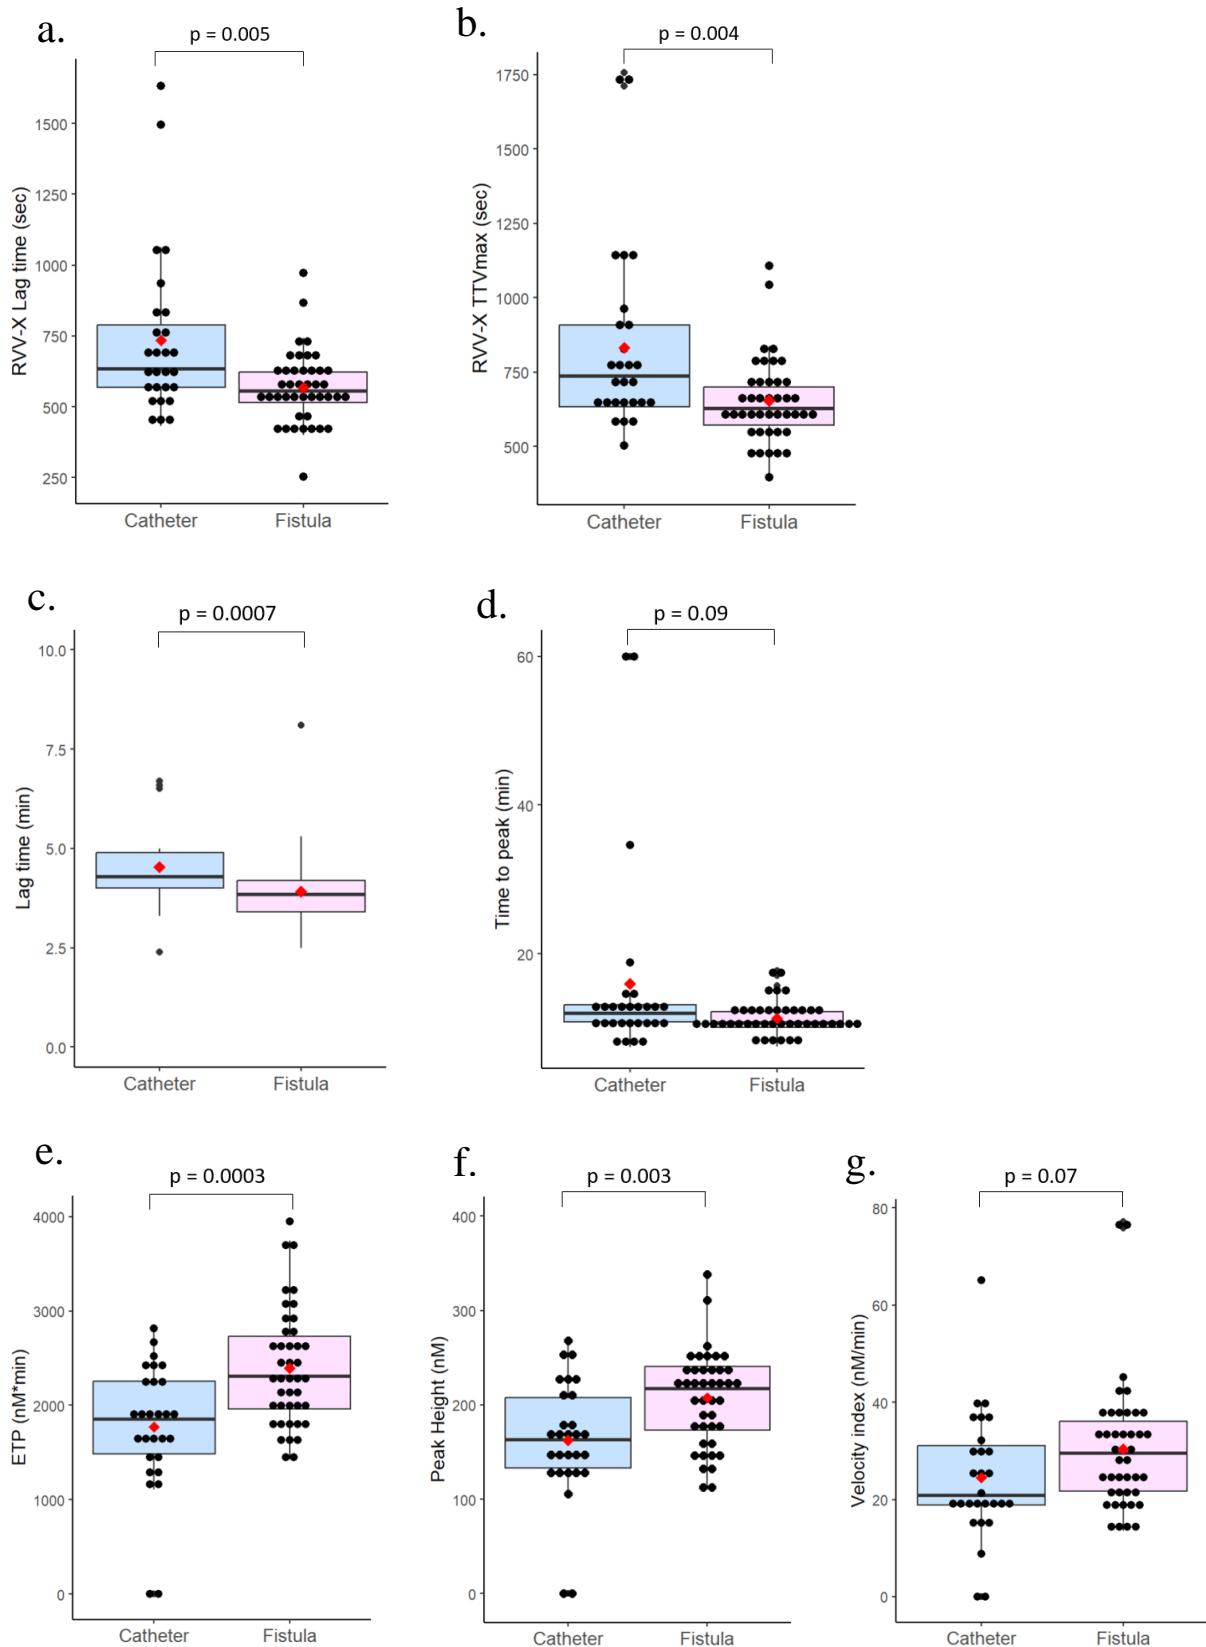 a.
p = 0.005
RVV-X Lag time (sec)
1500
1250
1000
750
500
250
Catheter
Fistula
b.
p = 0.004
RVV-X TTVmax (sec)
1750
1500
1250
1000
750
500
Catheter
Fistula
c.
p = 0.0007
Lag time (min)
10.0
7.5
5.0
2.5
0.0
Catheter
Fistula
d.
p = 0.09
Time to peak (min)
60
40
20
Catheter
Fistula
e.
p = 0.0003
ETP (nM*min)
4000
3000
2000
1000
0
Catheter
Fistula
f.
p = 0.003
Peak Height (nM)
400
300
200
100
0
Catheter
Fistula
g.
p = 0.07
Velocity index (nM/min)
80
60
40
20
0
Catheter
Fistula